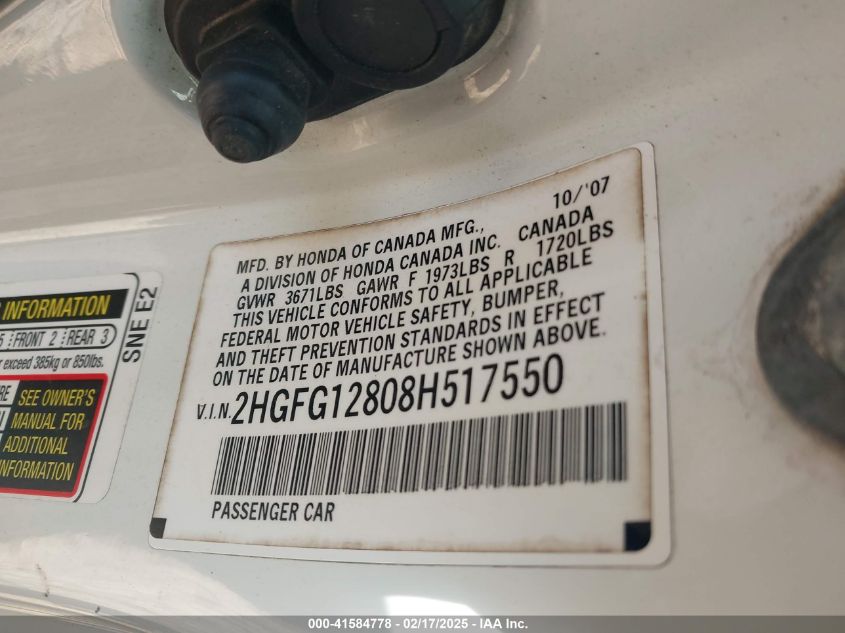 10/'07
MFD. BY HONDA OF CANADA MFG.,
A DIVISION OF HONDA CANADA INC. CANADA
GVWR 3671LBS GAWR F 1973LBS R 1720LBS
THIS VEHICLE CONFORMS TO ALL APPLICABLE
FEDERAL MOTOR VEHICLE SAFETY, BUMPER,
AND THEFT PREVENTION STANDARDS IN EFFECT
ON THE DATE OF MANUFACTURE SHOWN ABOVE.
V.I.N. 2HGFG12808H517550
PASSENGER CAR
INFORMATION
5 FRONT 2 REAR 3
exceed 385kg or 850lbs.
SNE E2
SEE OWNER'S
MANUAL FOR
ADDITIONAL
INFORMATION
000-41584778 - 02/17/2025 - IAA Inc.